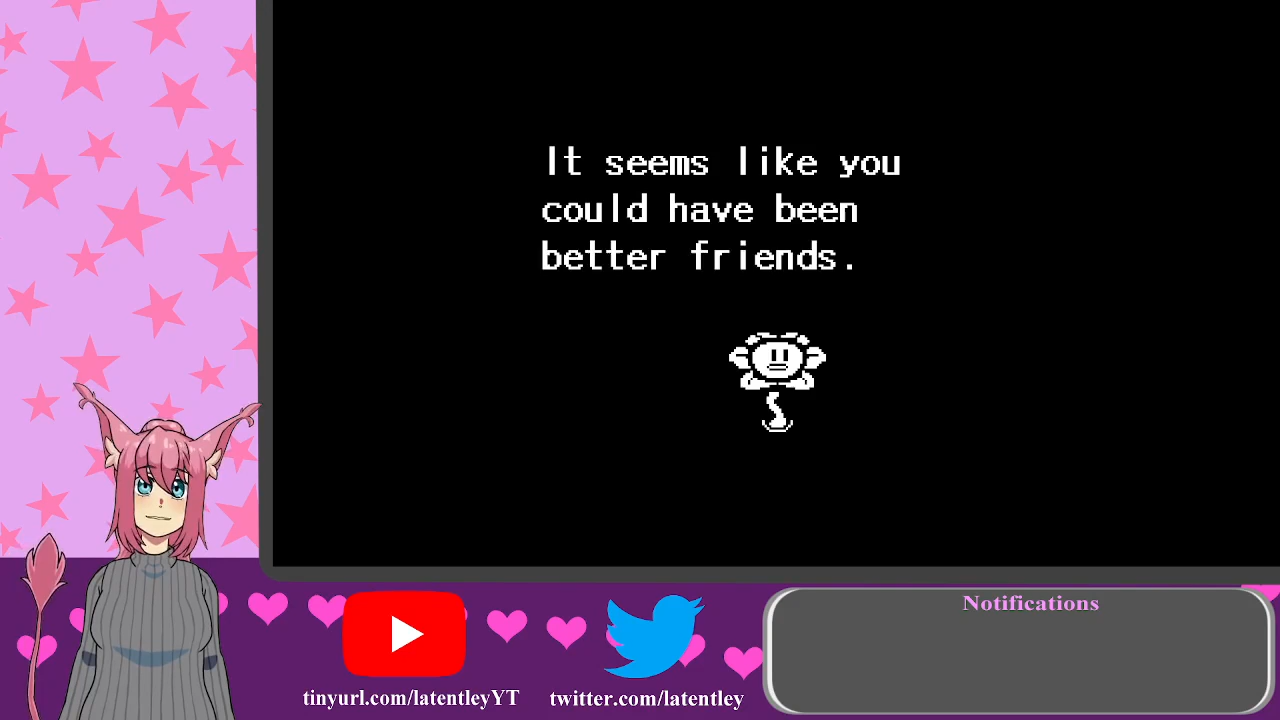 It seems like you
could have been
better friends.
Notifications
tinyurl.com/latentleyYT
twitter.com/latentley